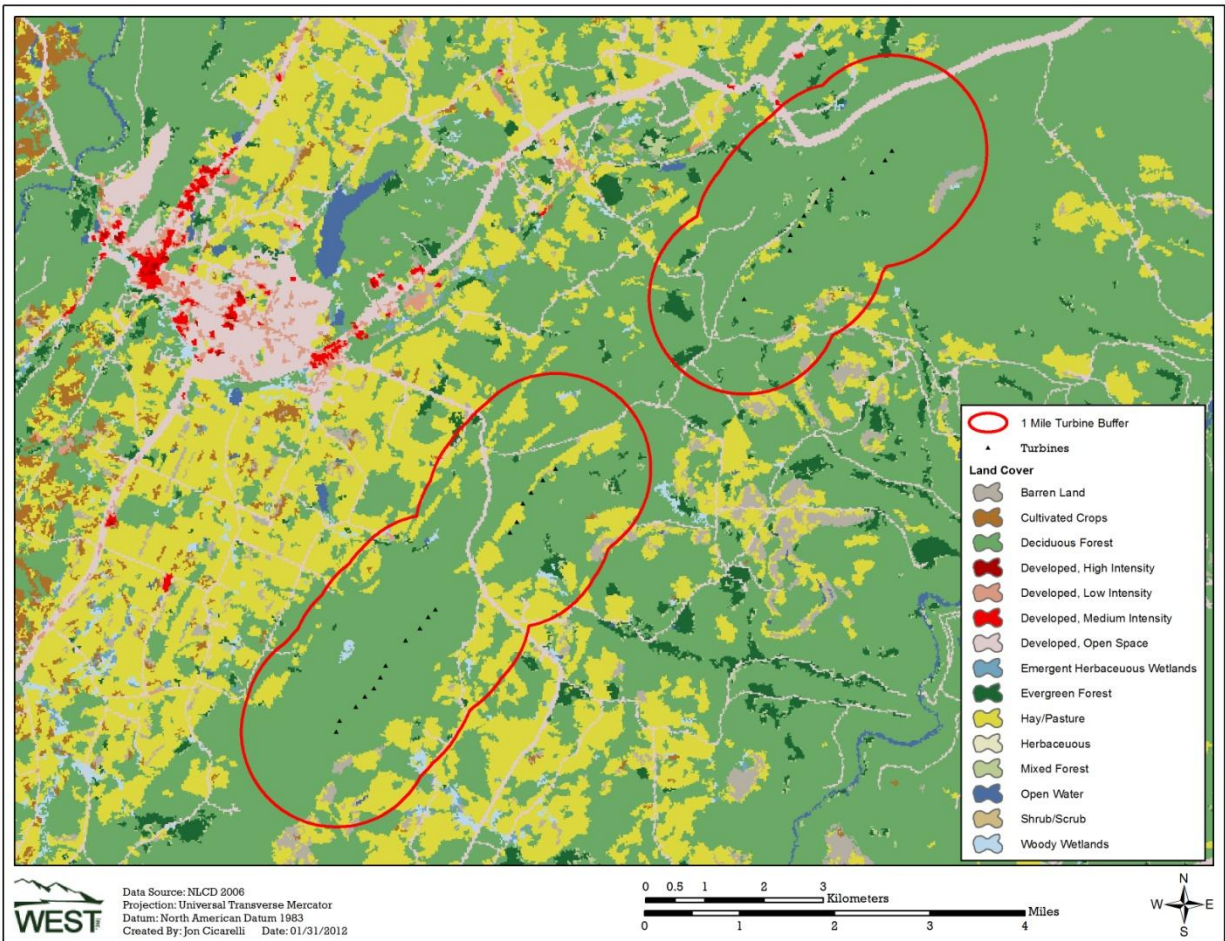 1 Mile Turbine Buffer
Turbines
Land Cover
Barren Land
Cultivated Crops
Deciduous Forest
Developed, High Intensity
Developed, Low Intensity
Developed, Medium Intensity
Developed, Open Space
Emergent Herbaceuous Wetlands
Evergreen Forest
Hay/Pasture
Herbaceuous
Mixed Forest
Open Water
Shrub/Scrub
Woody Wetlands
WEST
Data Source: NLCD 2006
Projection: Universal Transverse Mercator
Datum: North American Datum 1983
Created By: Jon Cicarelli Date: 01/31/2012
0 0.5 1 2 3
Kilometers
Miles
0 1 2 3 4
N
W E
S